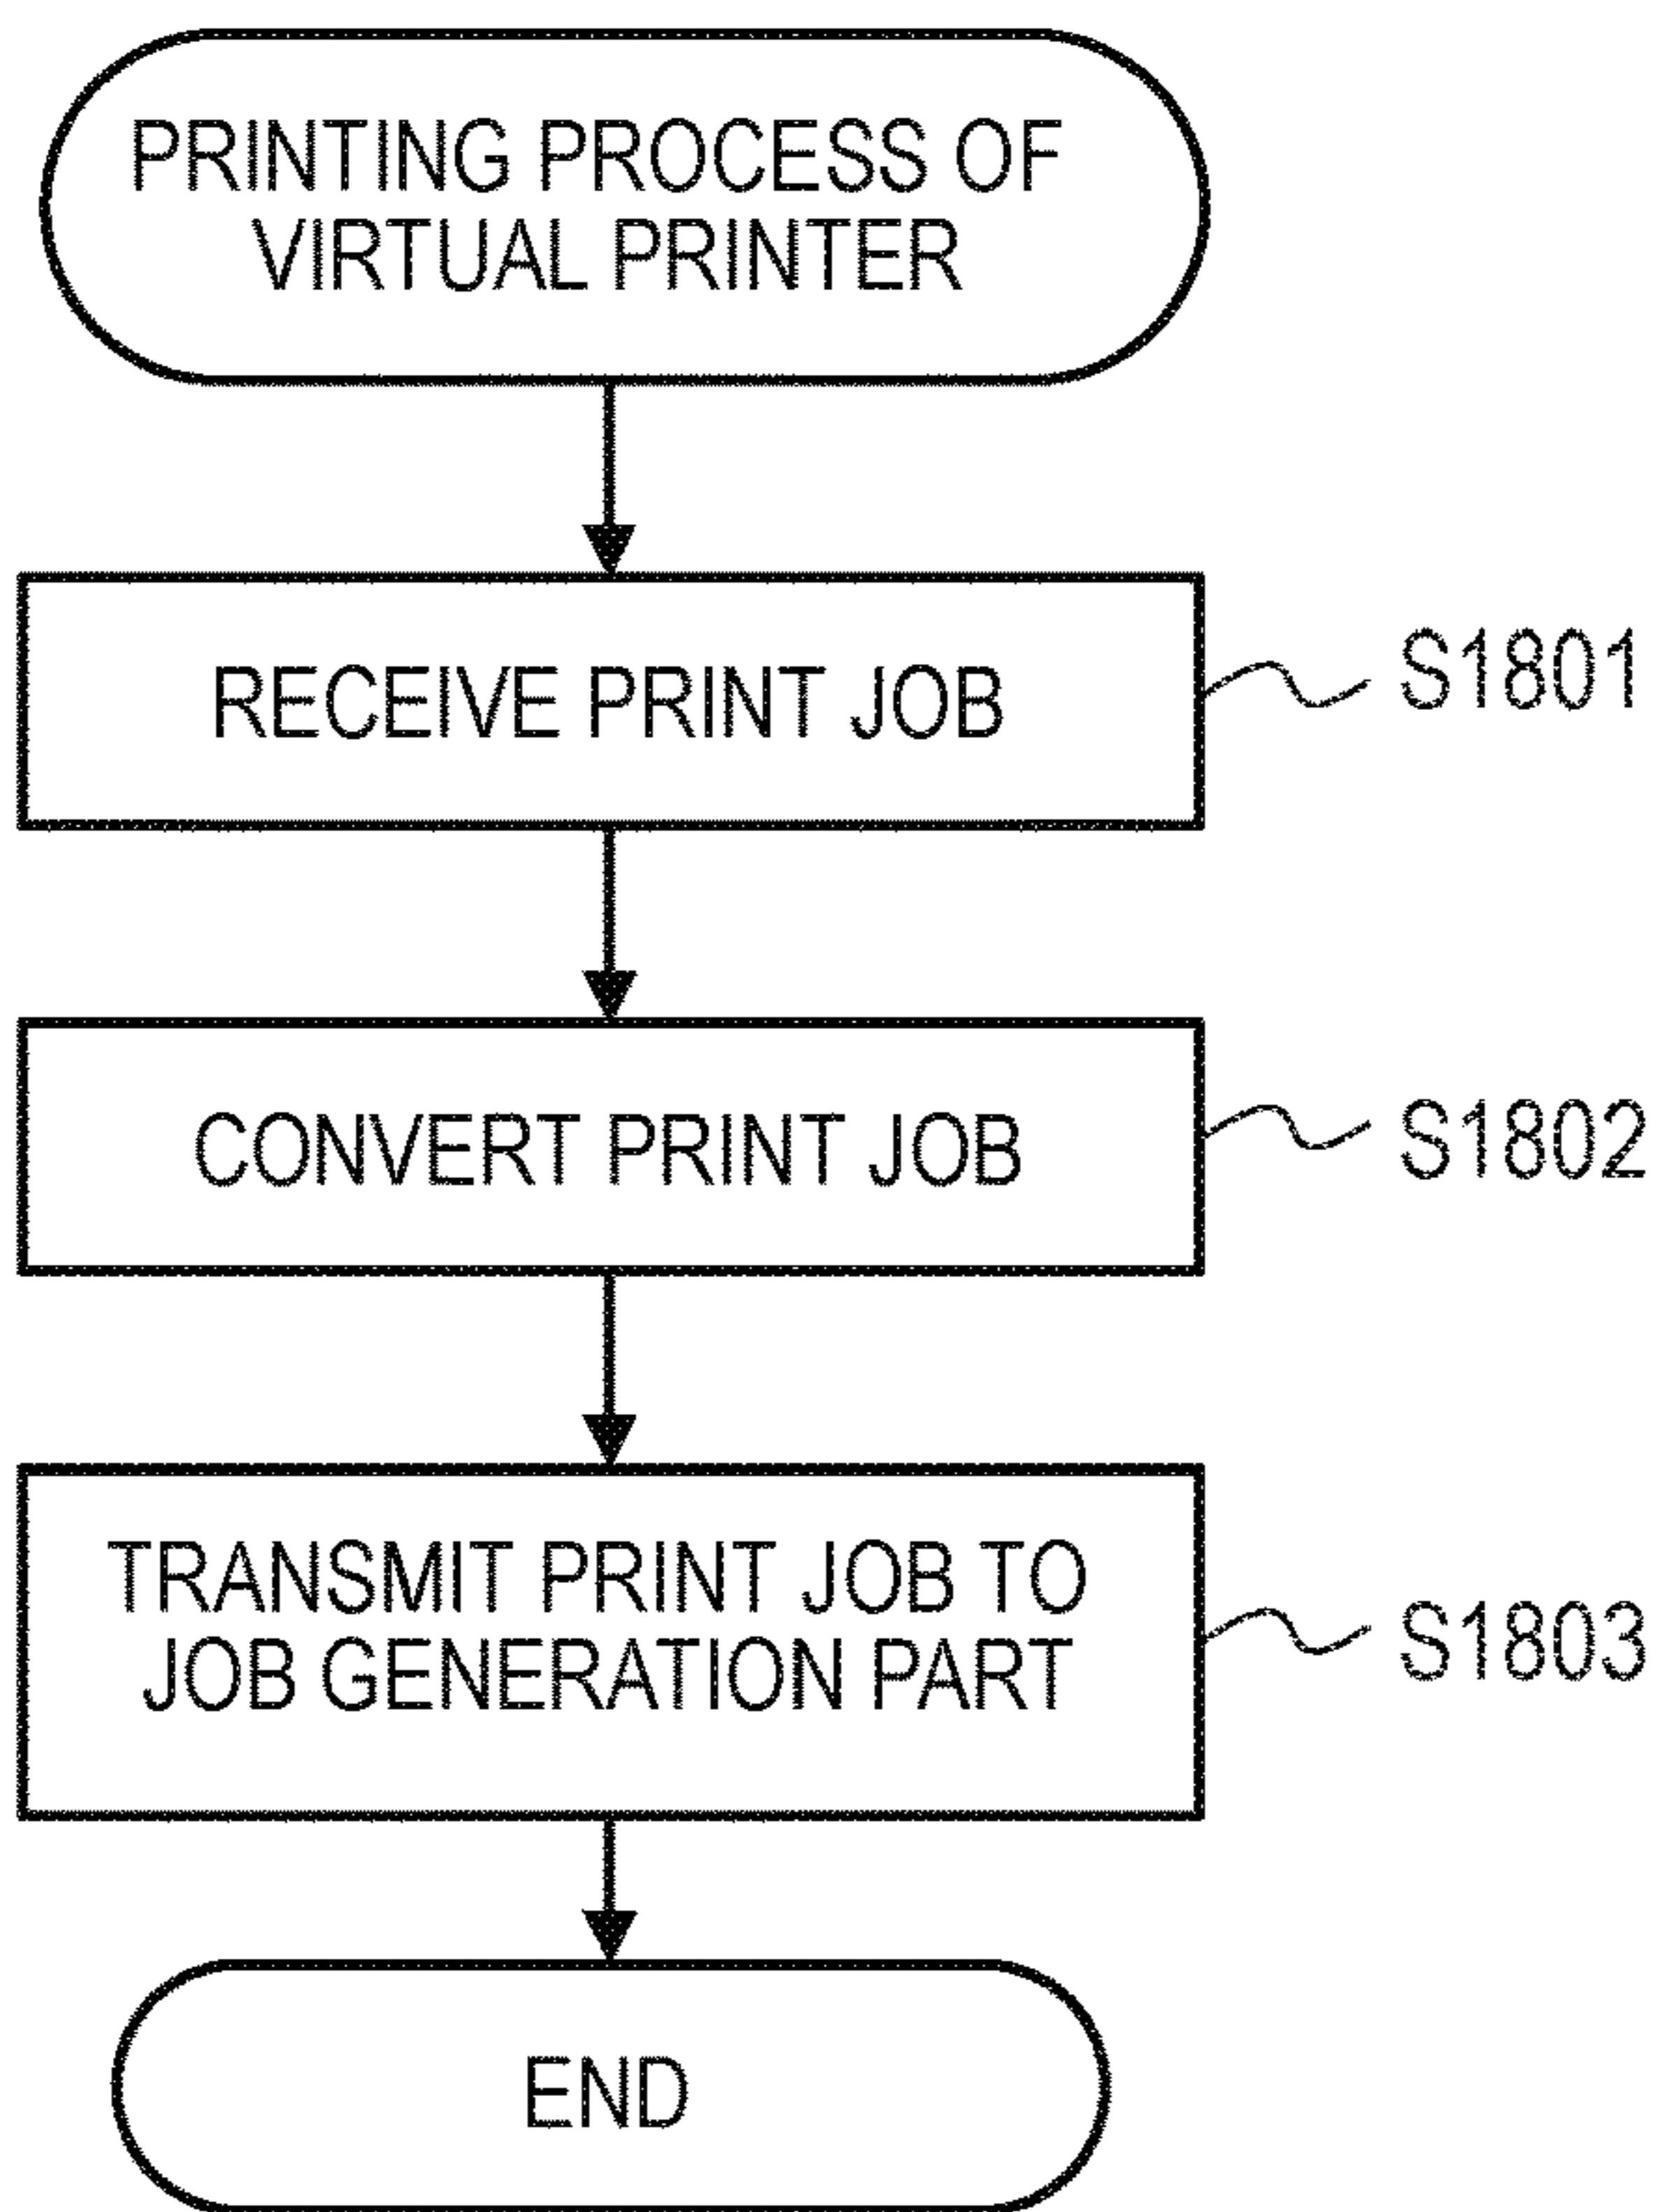 PRINTING PROCESS OF
VIRTUAL PRINTER
RECEIVE PRINT JOB
S1801
CONVERT PRINT JOB
S1802
TRANSMIT PRINT JOB TO
JOB GENERATION PART
S1803
END